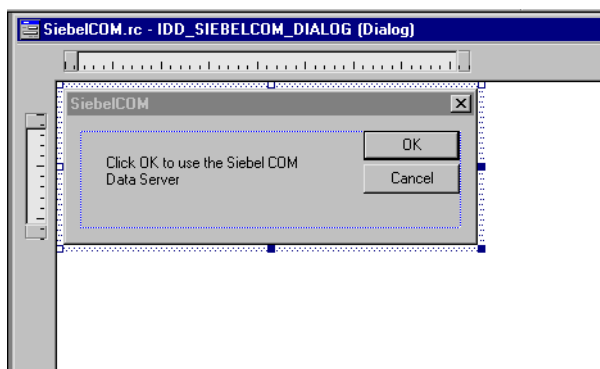 SiebelCOM.rc - IDD_SIEBELCOM_DIALOG (Dialog)
SiebelCOM
OK
Click OK to use the Siebel COM
Data Server
Cancel